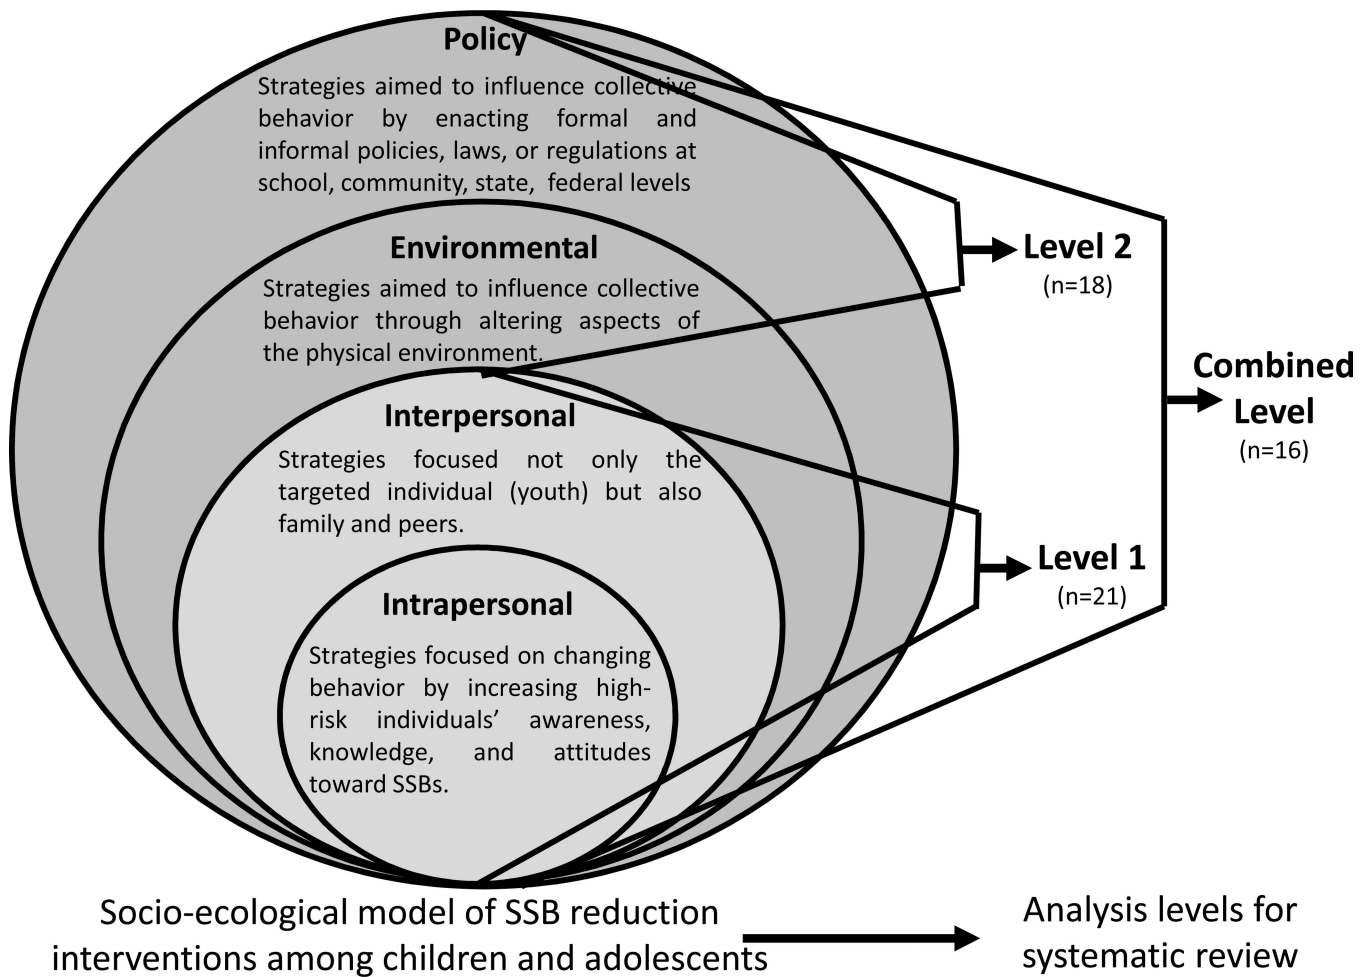 Policy
Strategies aimed to influence collective
behavior by enacting formal and
informal policies, laws, or regulations at
school, community, state, federal levels
Environmental
Strategies aimed to influence collective
behavior through altering aspects of
the physical environment.
Interpersonal
Strategies focused not only the
targeted individual (youth) but also
family and peers.
Intrapersonal
Strategies focused on changing
behavior by increasing high-
risk individuals’ awareness,
knowledge, and attitudes
toward SSBs.
Level 2
(n=18)
Level 1
(n=21)
Combined
Level
(n=16)
Socio-ecological model of SSB reduction
interventions among children and adolescents
Analysis levels for
systematic review